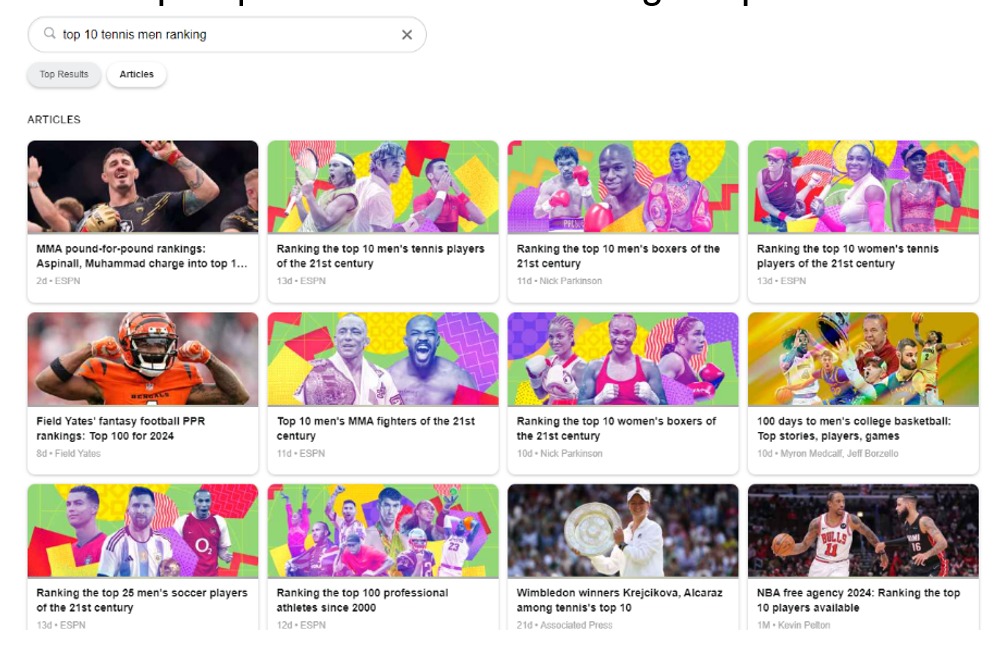 top 10 tennis men ranking
Top Results
Articles
ARTICLES
MMA pound-for-pound rankings:
Aspinall, Muhammad charge into top 1...
2d • ESPN
Ranking the top 10 men's tennis players
of the 21st century
13d • ESPN
Ranking the top 10 men's boxers of the
21st century
11d • Nick Parkinson
Ranking the top 10 women's tennis
players of the 21st century
13d • ESPN
BENGALS
Field Yates' fantasy football PPR
rankings: Top 100 for 2024
8d • Field Yates
Top 10 men's MMA fighters of the 21st
century
11d • ESPN
Ranking the top 10 women's boxers of
the 21st century
10d • Nick Parkinson
100 days to men's college basketball:
Top stories, players, games
10d • Myron Medcalf, Jeff Borzello
O2
Ranking the top 25 men's soccer players
of the 21st century
13d • ESPN
23
Ranking the top 100 professional
athletes since 2000
12d • ESPN
Wimbledon winners Krejcikova, Alcaraz
among tennis's top 10
21d • Associated Press
BULLS
11
16
NBA free agency 2024: Ranking the top
10 players available
1M • Kevin Pelton